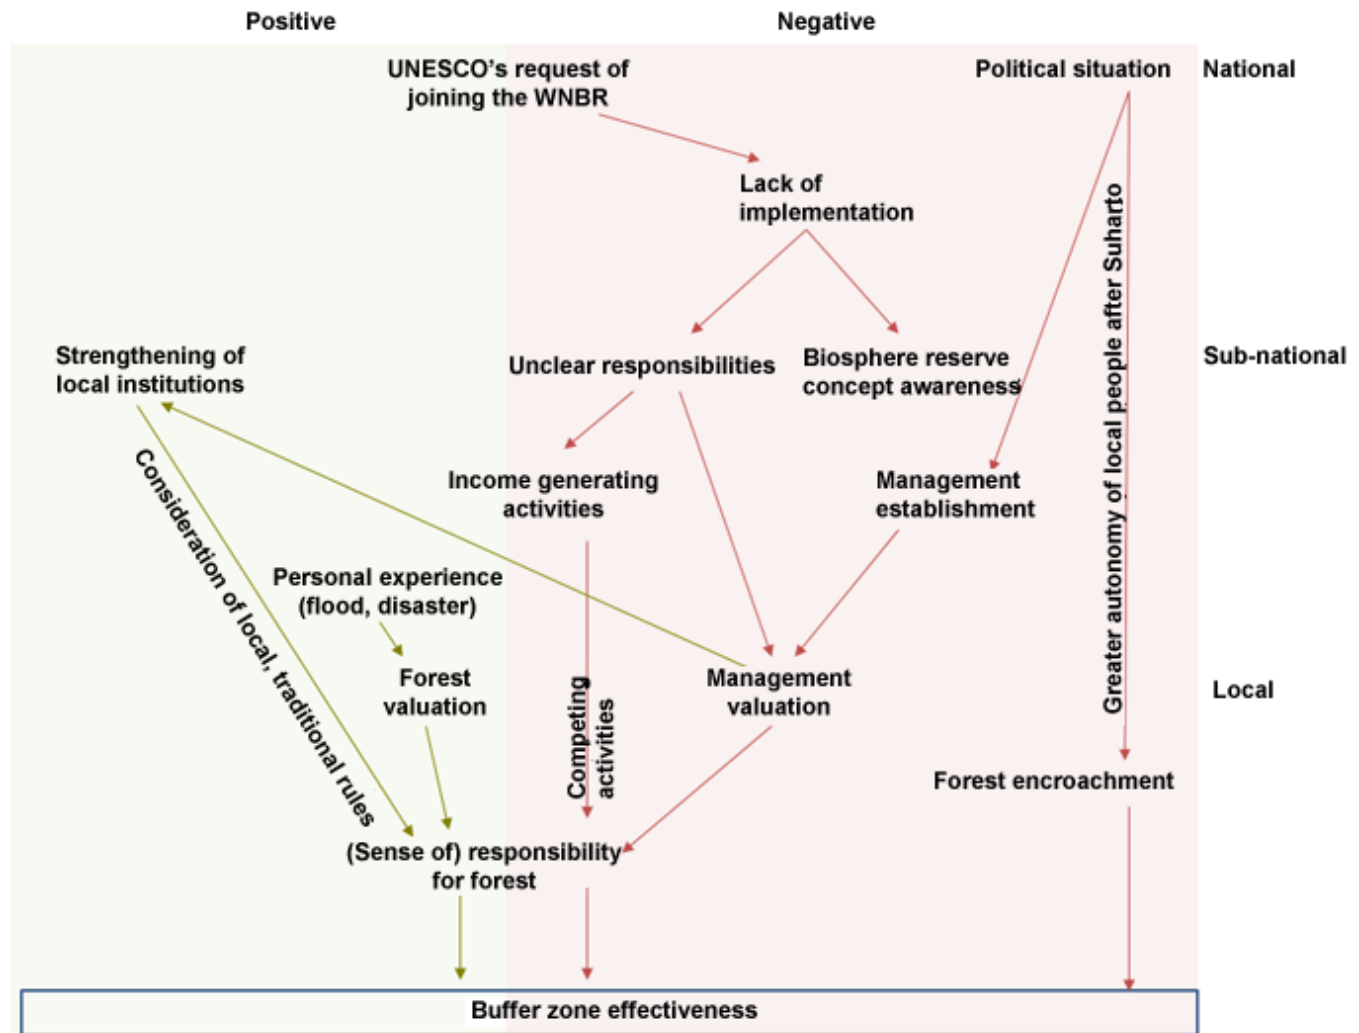 Positive
Negative
UNESCO's request of
joining the WNBR
Political situation
National
Lack of
implementation
Greater autonomy of local people after Suharto
Strengthening of
local institutions
Unclear responsibilities
Biosphere reserve
concept awareness
Sub-national
Consideration of local, traditional rules
Income generating
activities
Management
establishment
Personal experience
(flood, disaster)
Forest
valuation
Competing
activities
Management
valuation
Local
Forest encroachment
(Sense of) responsibility
for forest
Buffer zone effectiveness